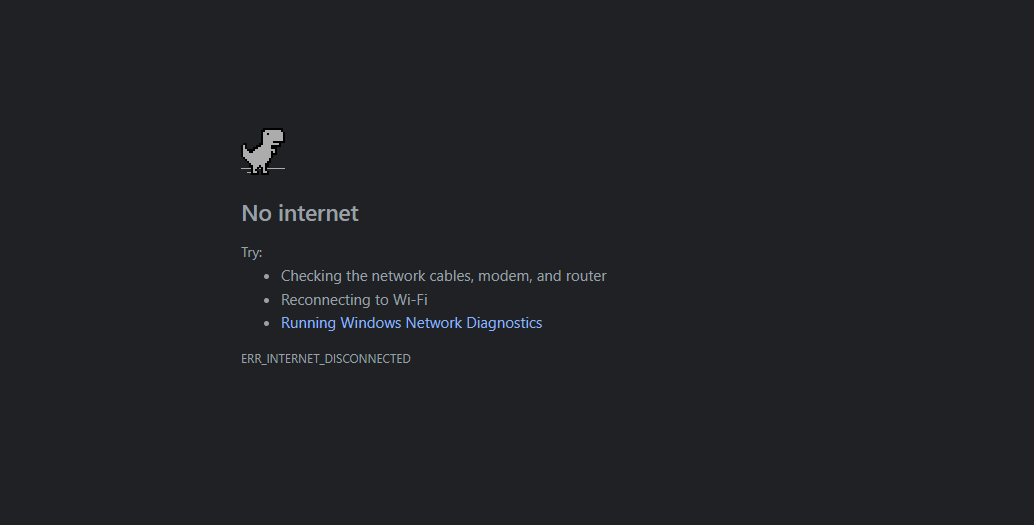 No internet
Try:
Checking the network cables, modem, and router
Reconnecting to Wi-Fi
Running Windows Network Diagnostics
ERR_INTERNET_DISCONNECTED